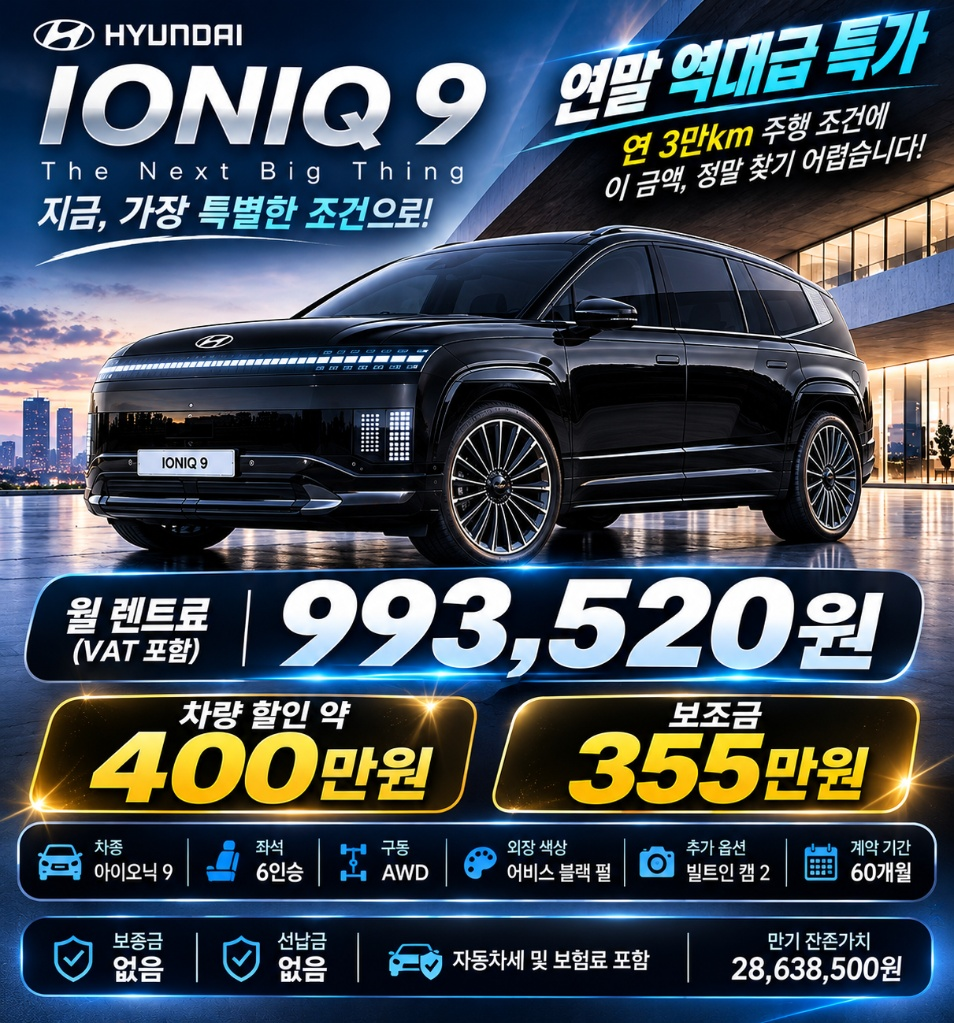 HYUNDAI
IONIQ 9
The Next Big Thing
지금, 가장 특별한 조건으로!
연말 역대급 특가
연 3만km 주행 조건에
이 금액, 정말 찾기 어렵습니다!
IONIQ 9
월 렌트료
(VAT 포함)
993,520원
차량 할인 약
400만원
보조금
355만원
차종
아이오닉 9
좌석
6인승
구동
AWD
외장 색상
어비스 블랙 펄
추가 옵션
빌트인 캠 2
계약 기간
60개월
보증금
없음
선납금
없음
자동차세 및 보험료 포함
만기 잔존가치
28,638,500원